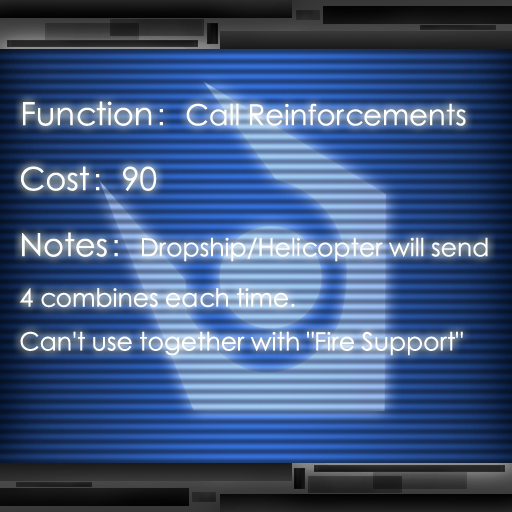 Function: Call Reinforcements
Cost: 90
Notes: Dropship/Helicopter will send
4 combines each time.
Can't use together with "Fire Support"